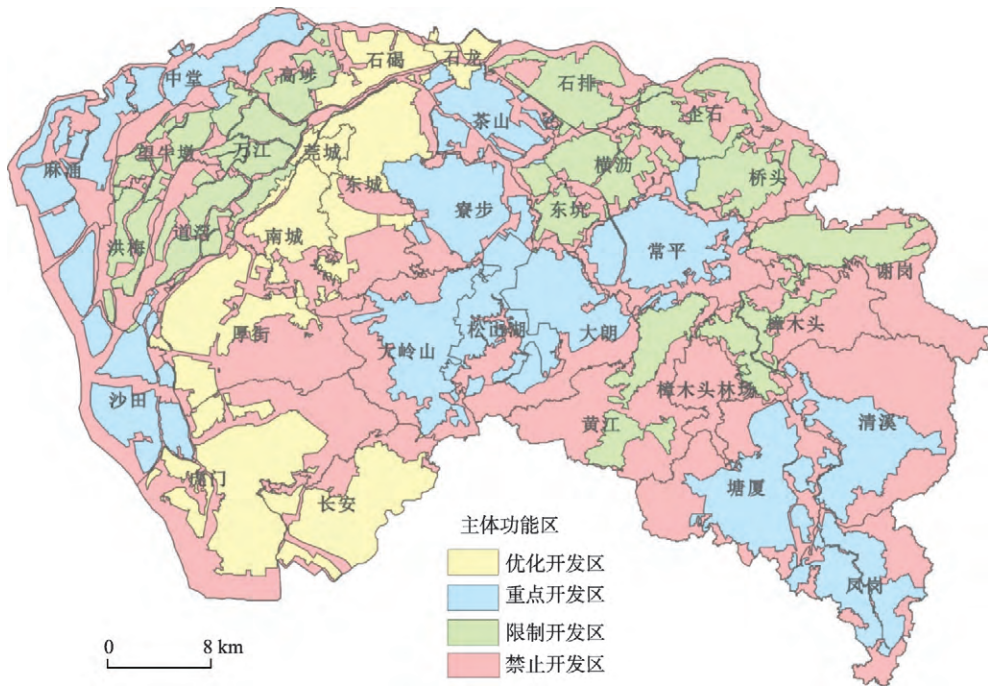 中堂
高埗
石碣
石龙
石排
茶山
企石
麻涌
望牛墩
万江
莞城
东城
横沥
桥头
寮步
东坑
洪梅
道滘
南城
常平
谢岗
厚街
大岭山
松山湖
大朗
樟木头
樟木头林场
沙田
黄江
清溪
虎门
长安
塘厦
凤岗
主体功能区
优化开发区
重点开发区
限制开发区
禁止开发区
0 8 km